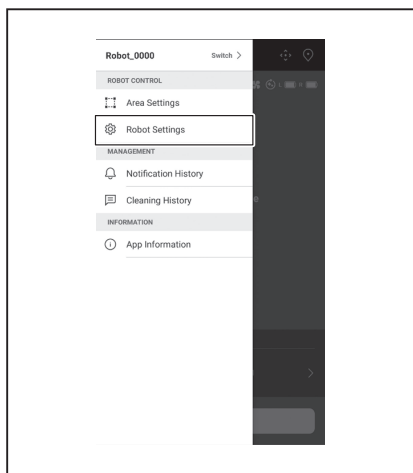 Robot_0000 Switch >
ROBOT CONTROL
Area Settings
Robot Settings
MANAGEMENT
Notification History
Cleaning History
INFORMATION
App Information
e